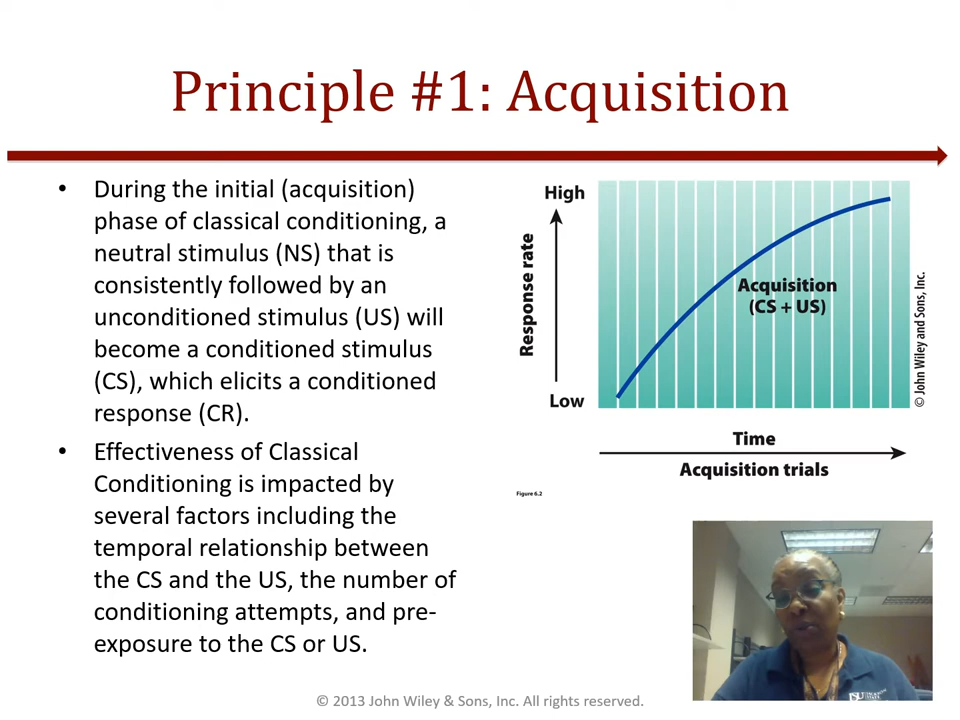 Principle #1: Acquisition
• During the initial (acquisition)
phase of classical conditioning, a
neutral stimulus (NS) that is
consistently followed by an
unconditioned stimulus (US) will
become a conditioned stimulus
(CS), which elicits a conditioned
response (CR).
• Effectiveness of Classical
Conditioning is impacted by
several factors including the
temporal relationship between
the CS and the US, the number of
conditioning attempts, and pre-
exposure to the CS or US.
High
Response rate
Low
Acquisition
(CS + US)
© John Wiley and Sons, Inc.
Time
Acquisition trials
Figure 6.2
© 2013 John Wiley & Sons, Inc. All rights reserved.